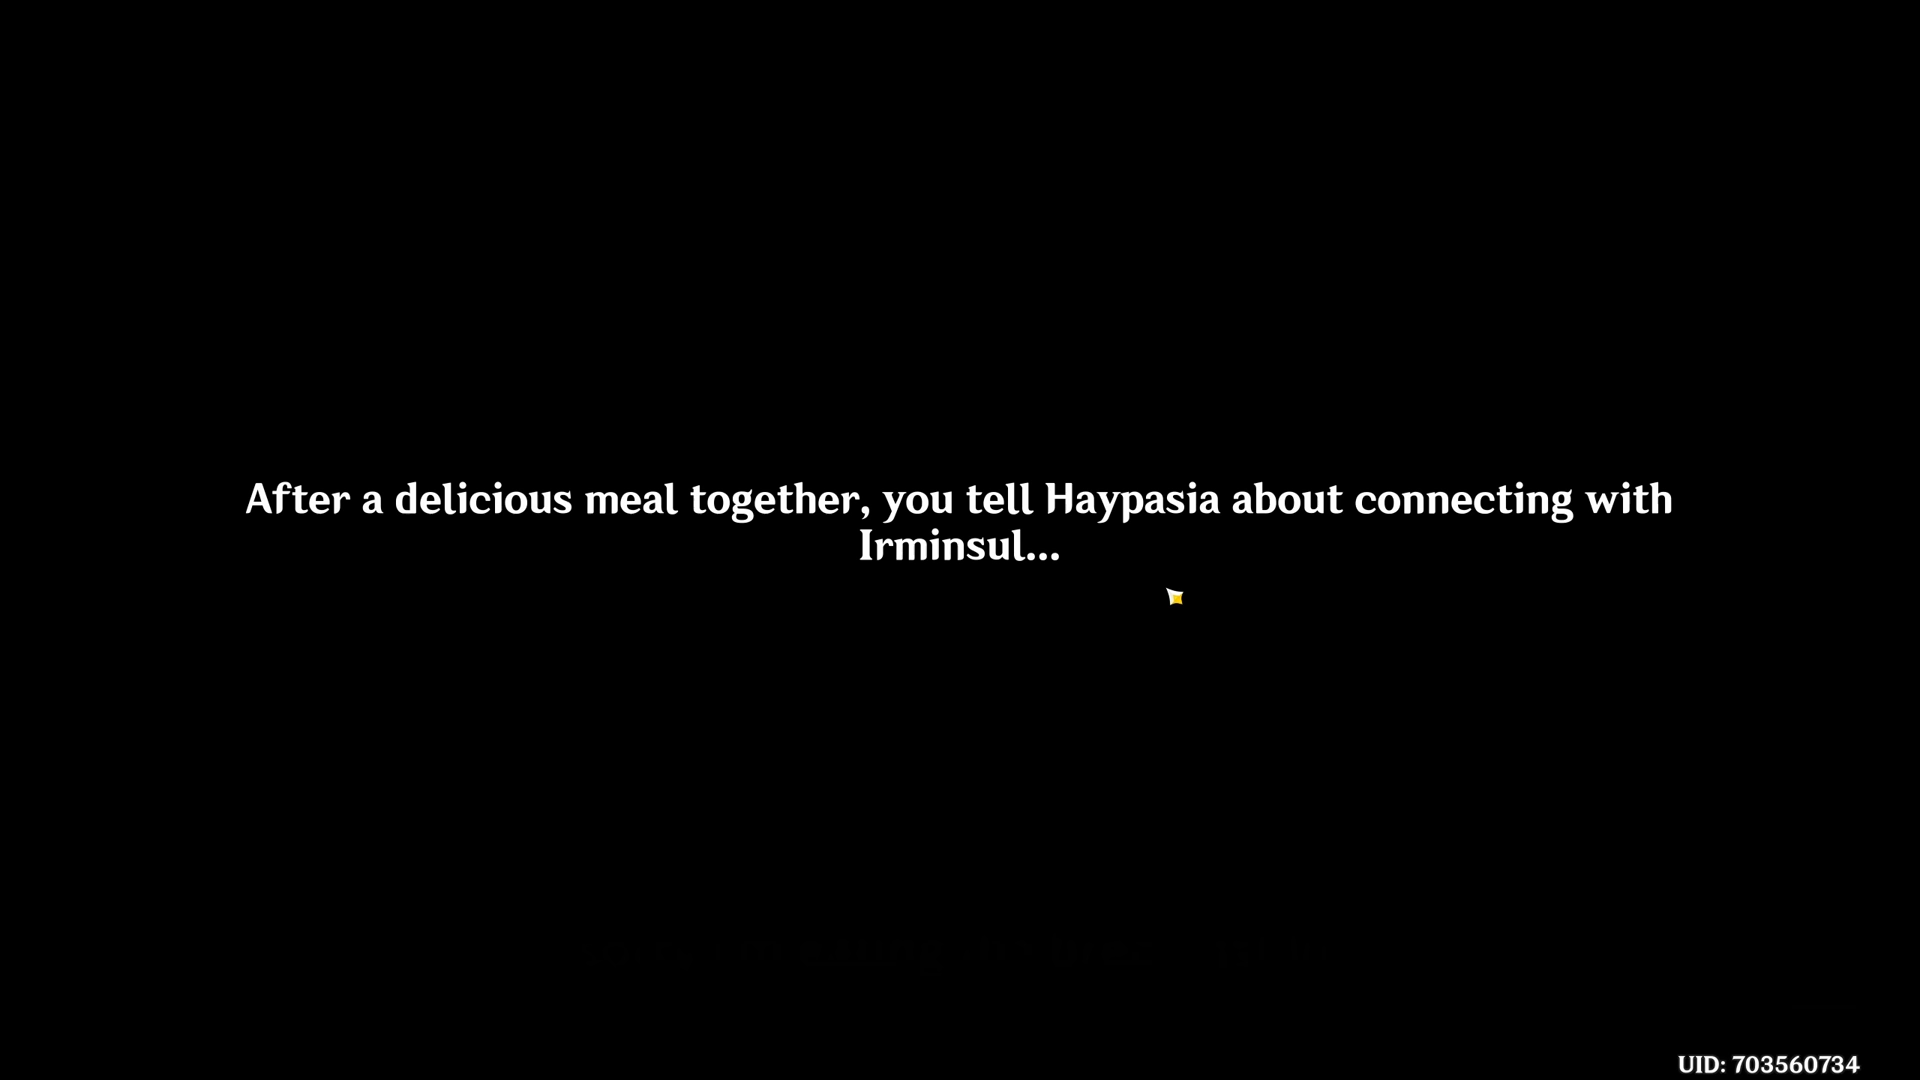 After a delicious meal together, you tell Haypasia about connecting with
Irminsul...
UID: 703560734